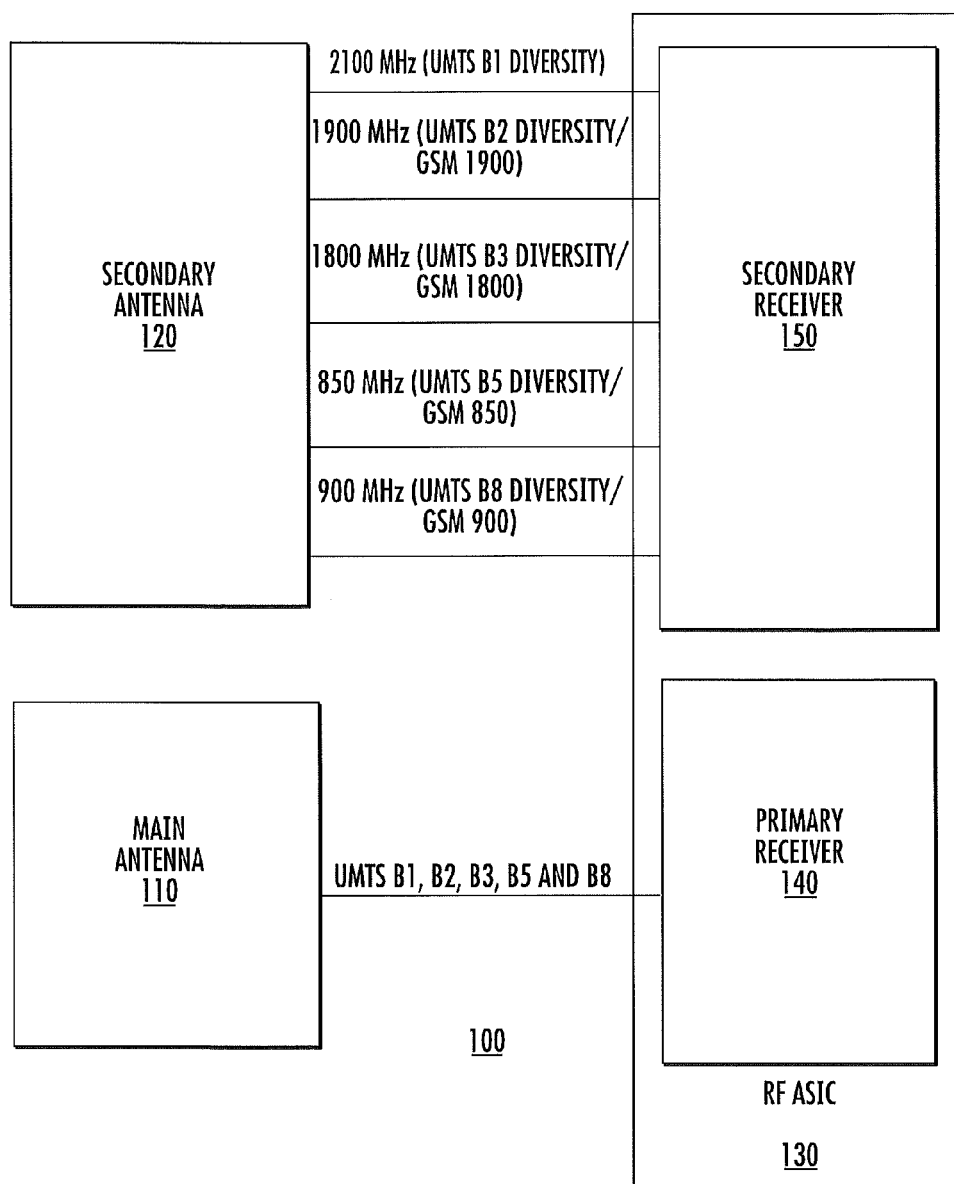 2100 MHz (UMTS B1 DIVERSITY)
1900 MHz (UMTS B2 DIVERSITY/
GSM 1900)
1800 MHz (UMTS B3 DIVERSITY/
GSM 1800)
850 MHz (UMTS B5 DIVERSITY/
GSM 850)
900 MHz (UMTS B8 DIVERSITY/
GSM 900)
SECONDARY
ANTENNA
120
SECONDARY
RECEIVER
150
MAIN
ANTENNA
110
UMTS B1, B2, B3, B5 AND B8
PRIMARY
RECEIVER
140
100
RF ASIC
130